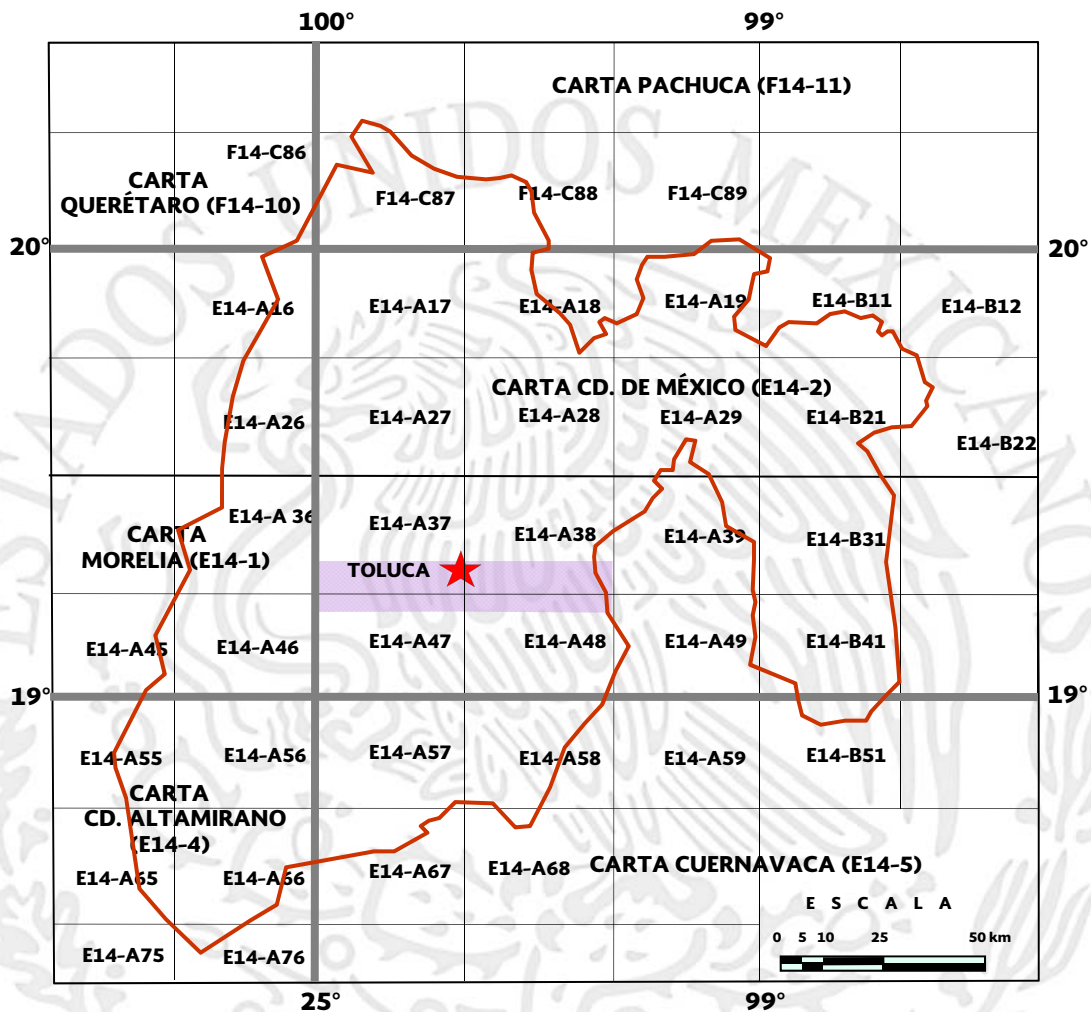 100°
99°
CARTA PACHUCA (F14-11)
F14-C86
CARTA
QUERÉTARO (F14-10)
F14-C87
F14-C88
F14-C89
20°
20°
E14-A16
E14-A17
E14-A18
E14-A19
E14-B11
E14-B12
CARTA CD. DE MÉXICO (E14-2)
E14-A26
E14-A27
E14-A28
E14-A29
E14-B21
E14-B22
E14-A 36
E14-A37
E14-A38
E14-A39
E14-B31
CARTA
MORELIA (E14-1)
TOLUCA
E14-A45
E14-A46
E14-A47
E14-A48
E14-A49
E14-B41
19°
19°
E14-A55
E14-A56
E14-A57
E14-A58
E14-A59
E14-B51
CARTA
CD. ALTAMIRANO
(E14-4)
CARTA CUERNAVACA (E14-5)
E14-A65
E14-A66
E14-A67
E14-A68
E S C A L A
0 5 10 25 50 km
E14-A75
E14-A76
25°
99°
ESTADOS UNIDOS MEXICANOS